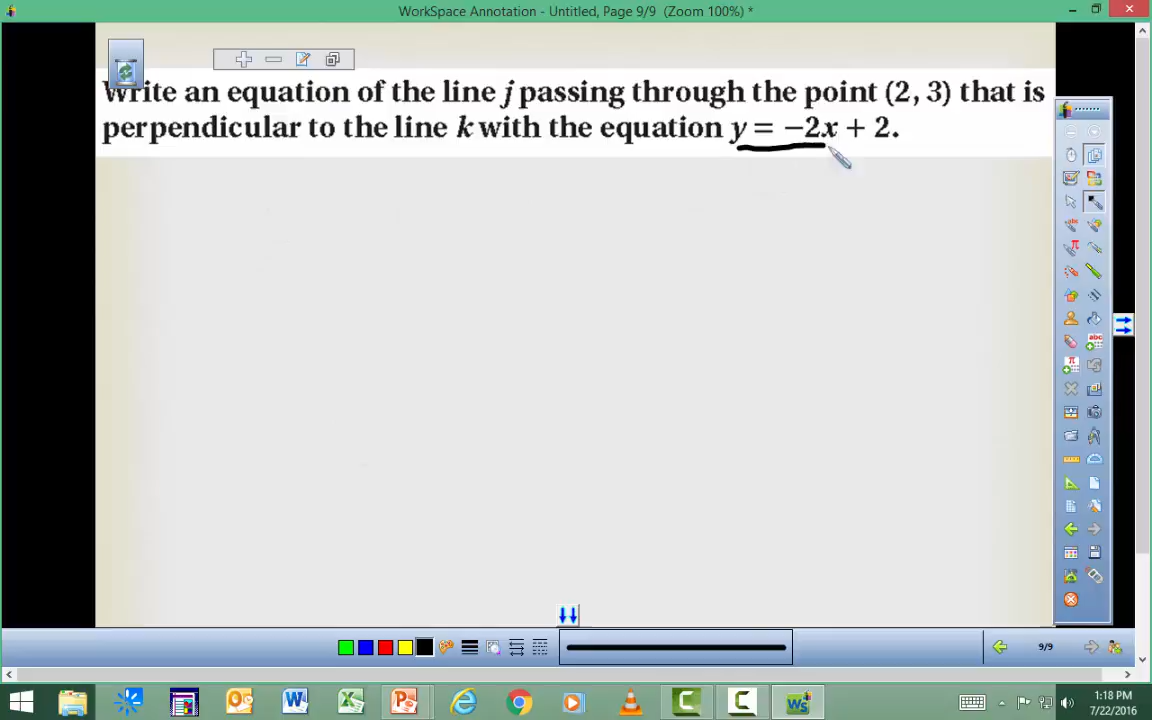 WorkSpace Annotation - Untitled, Page 9/9 (Zoom 100%) *
Write an equation of the line j passing through the point (2, 3) that is
perpendicular to the line k with the equation y = −2x + 2.
9/9
1:18 PM
7/22/2016